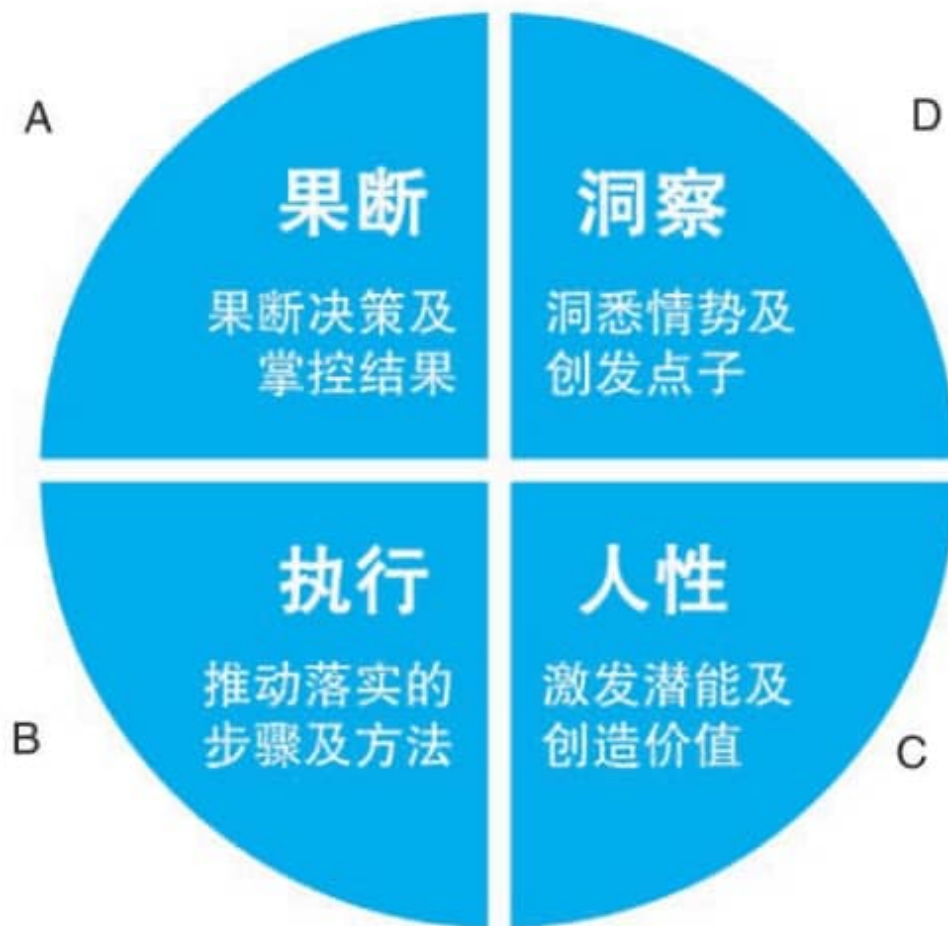 A
果断
果断决策及
掌控结果
D
洞察
洞悉情势及
创发点子
B
执行
推动落实的
步骤及方法
C
人性
激发潜能及
创造价值